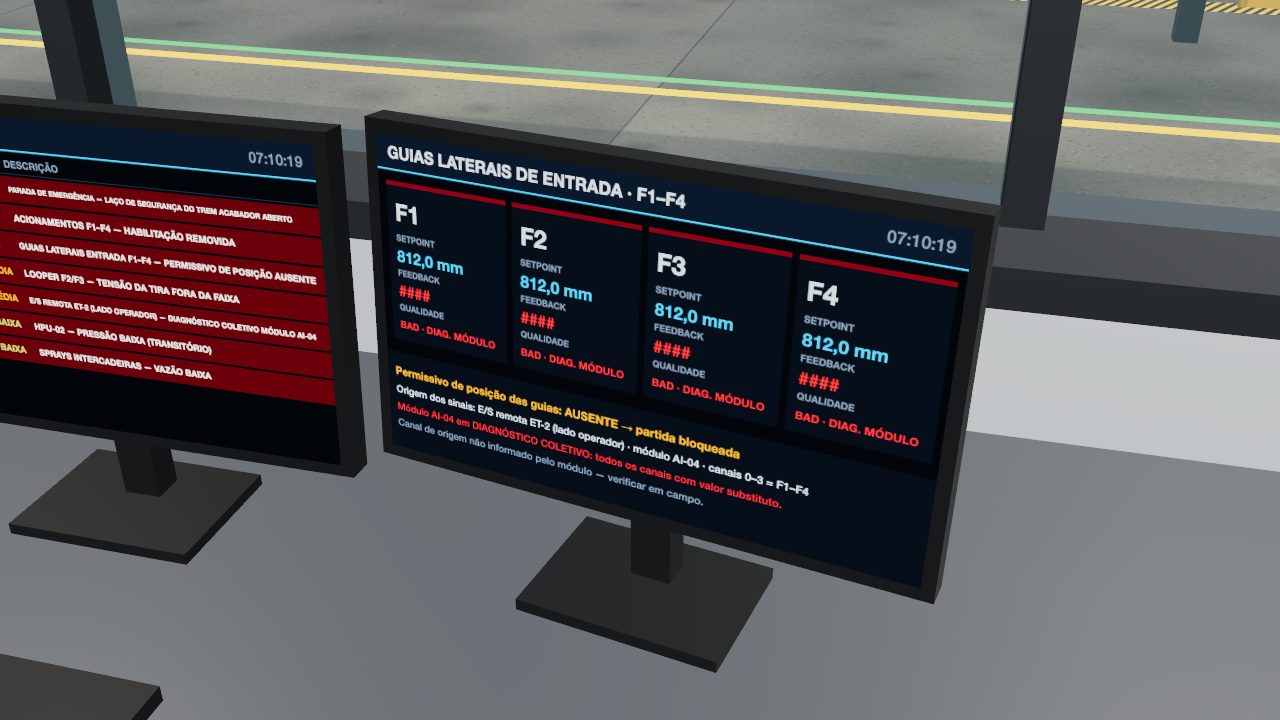 07:10:19
DESCRIÇÃO
PARADA DE EMERGÊNCIA — LAÇO DE SEGURANÇA DO TREM ACABADOR ABERTO
ACIONAMENTOS F1–F4 — HABILITAÇÃO REMOVIDA
GUIAS LATERAIS ENTRADA F1–F4 — PERMISSIVO DE POSIÇÃO AUSENTE
LOOPER F2/F3 — TENSÃO DA TIRA FORA DA FAIXA
E/S REMOTA ET-2 (LADO OPERADOR) — DIAGNÓSTICO COLETIVO MÓDULO AI-04
BAIXA HPU-02 — PRESSÃO BAIXA (TRANSITÓRIO)
BAIXA SPRAYS INTERCADEIRAS — VAZÃO BAIXA
GUIAS LATERAIS DE ENTRADA · F1–F4
07:10:19
F1
SETPOINT
812,0 mm
FEEDBACK
####
QUALIDADE
BAD · DIAG. MÓDULO
F2
SETPOINT
812,0 mm
FEEDBACK
####
QUALIDADE
BAD · DIAG. MÓDULO
F3
SETPOINT
812,0 mm
FEEDBACK
####
QUALIDADE
BAD · DIAG. MÓDULO
F4
SETPOINT
812,0 mm
FEEDBACK
####
QUALIDADE
BAD · DIAG. MÓDULO
Permissivo de posição das guias: AUSENTE → partida bloqueada
Origem dos sinais: E/S remota ET-2 (lado operador) · módulo AI-04 · canais 0–3 = F1–F4
Módulo AI-04 em DIAGNÓSTICO COLETIVO: todos os canais com valor substituto.
Canal de origem não informado pelo módulo — verificar em campo.